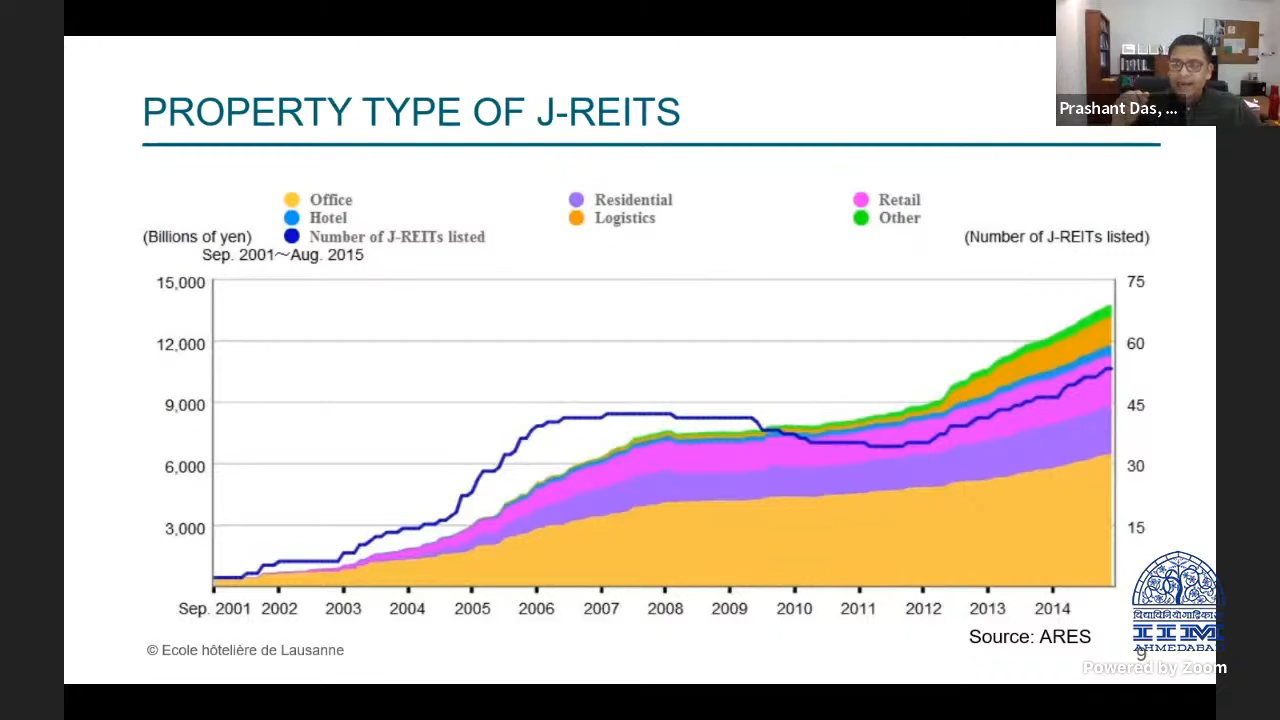 Prashant Das, ...
PROPERTY TYPE OF J-REITS
Office
Residential
Retail
Hotel
Logistics
Other
(Billions of yen)
Number of J-REITs listed
(Number of J-REITs listed)
Sep. 2001～Aug. 2015
15,000
75
12,000
60
9,000
45
6,000
30
3,000
15
Sep. 2001 2002 2003 2004 2005 2006 2007 2008 2009 2010 2011 2012 2013 2014
Source: ARES
© Ecole hôtelière de Lausanne
विद्याविनियोगाद्विकासः
IIM
AHMEDABAD
9
Powered by Zoom